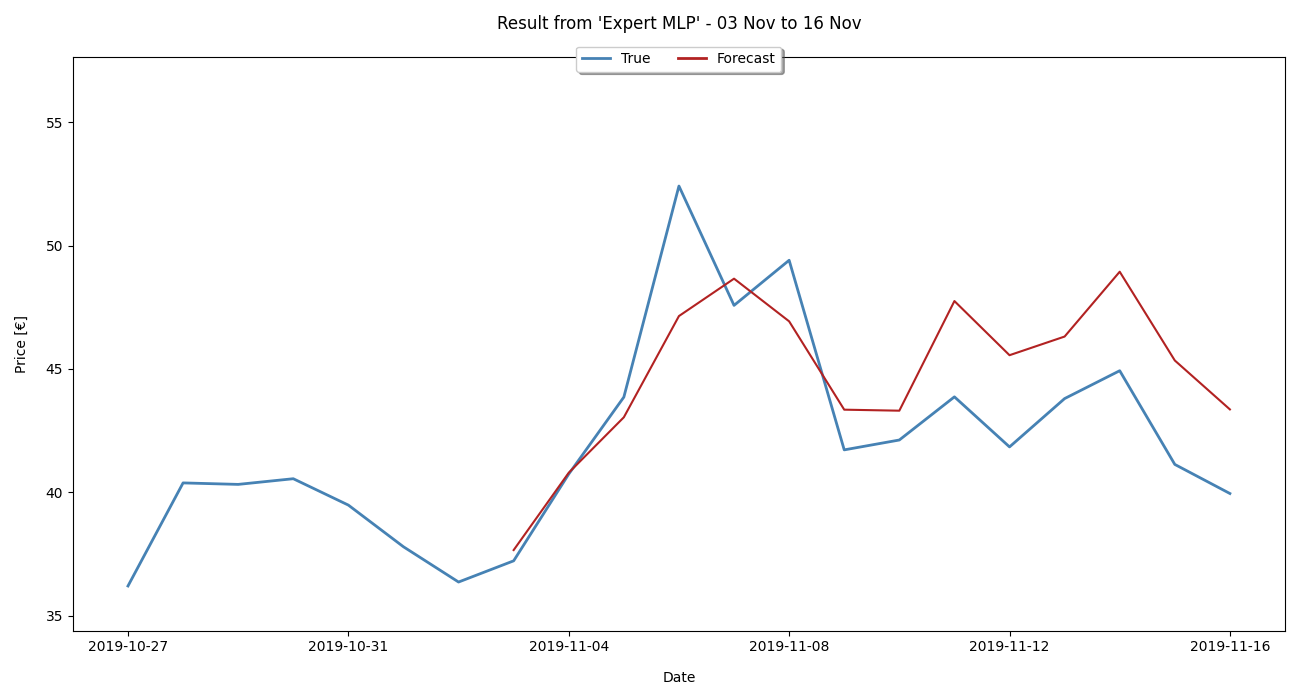 Result from 'Expert MLP' - 03 Nov to 16 Nov
True Forecast
55
50
45
40
35
Price [€]
2019-10-27 2019-10-31 2019-11-04 2019-11-08 2019-11-12 2019-11-16
Date